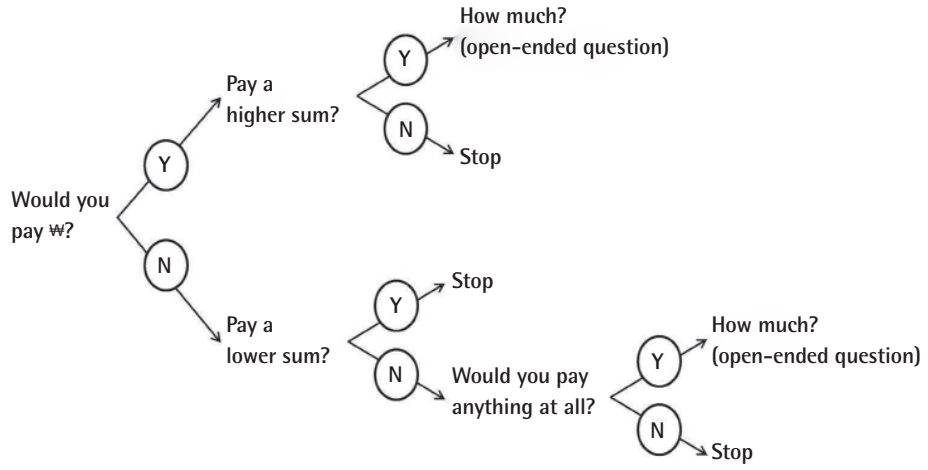 Would you
pay ₩?
Y
N
Pay a
higher sum?
Y
How much?
(open-ended question)
N
Stop
Pay a
lower sum?
Y
Stop
N
Would you pay
anything at all?
Y
How much?
(open-ended question)
N
Stop